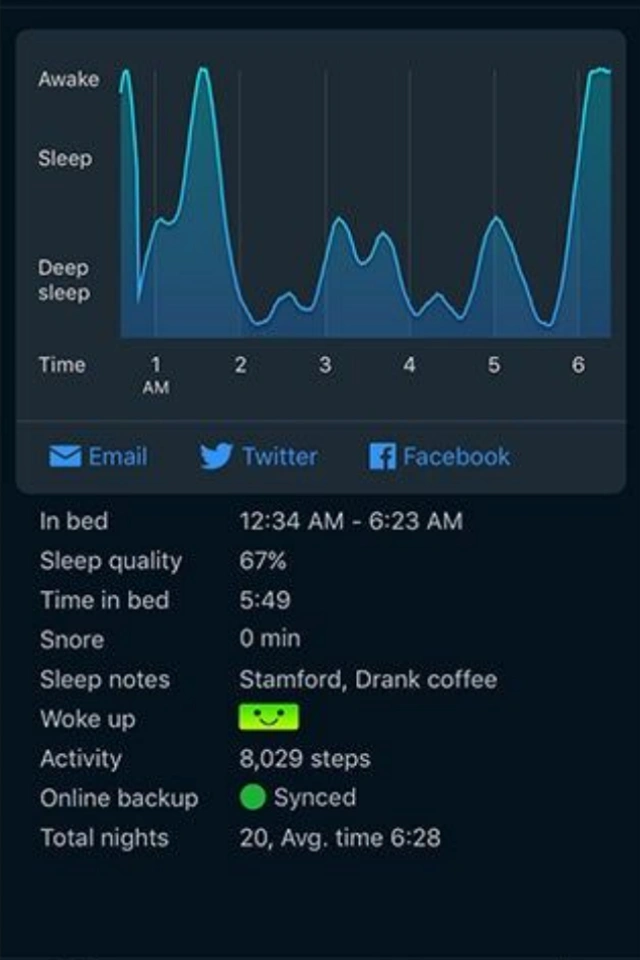 Awake
Sleep
Deep
sleep
Time 1 2 3 4 5 6
AM
Email Twitter Facebook
In bed 12:34 AM - 6:23 AM
Sleep quality 67%
Time in bed 5:49
Snore 0 min
Sleep notes Stamford, Drank coffee
Woke up
Activity 8,029 steps
Online backup Synced
Total nights 20, Avg. time 6:28